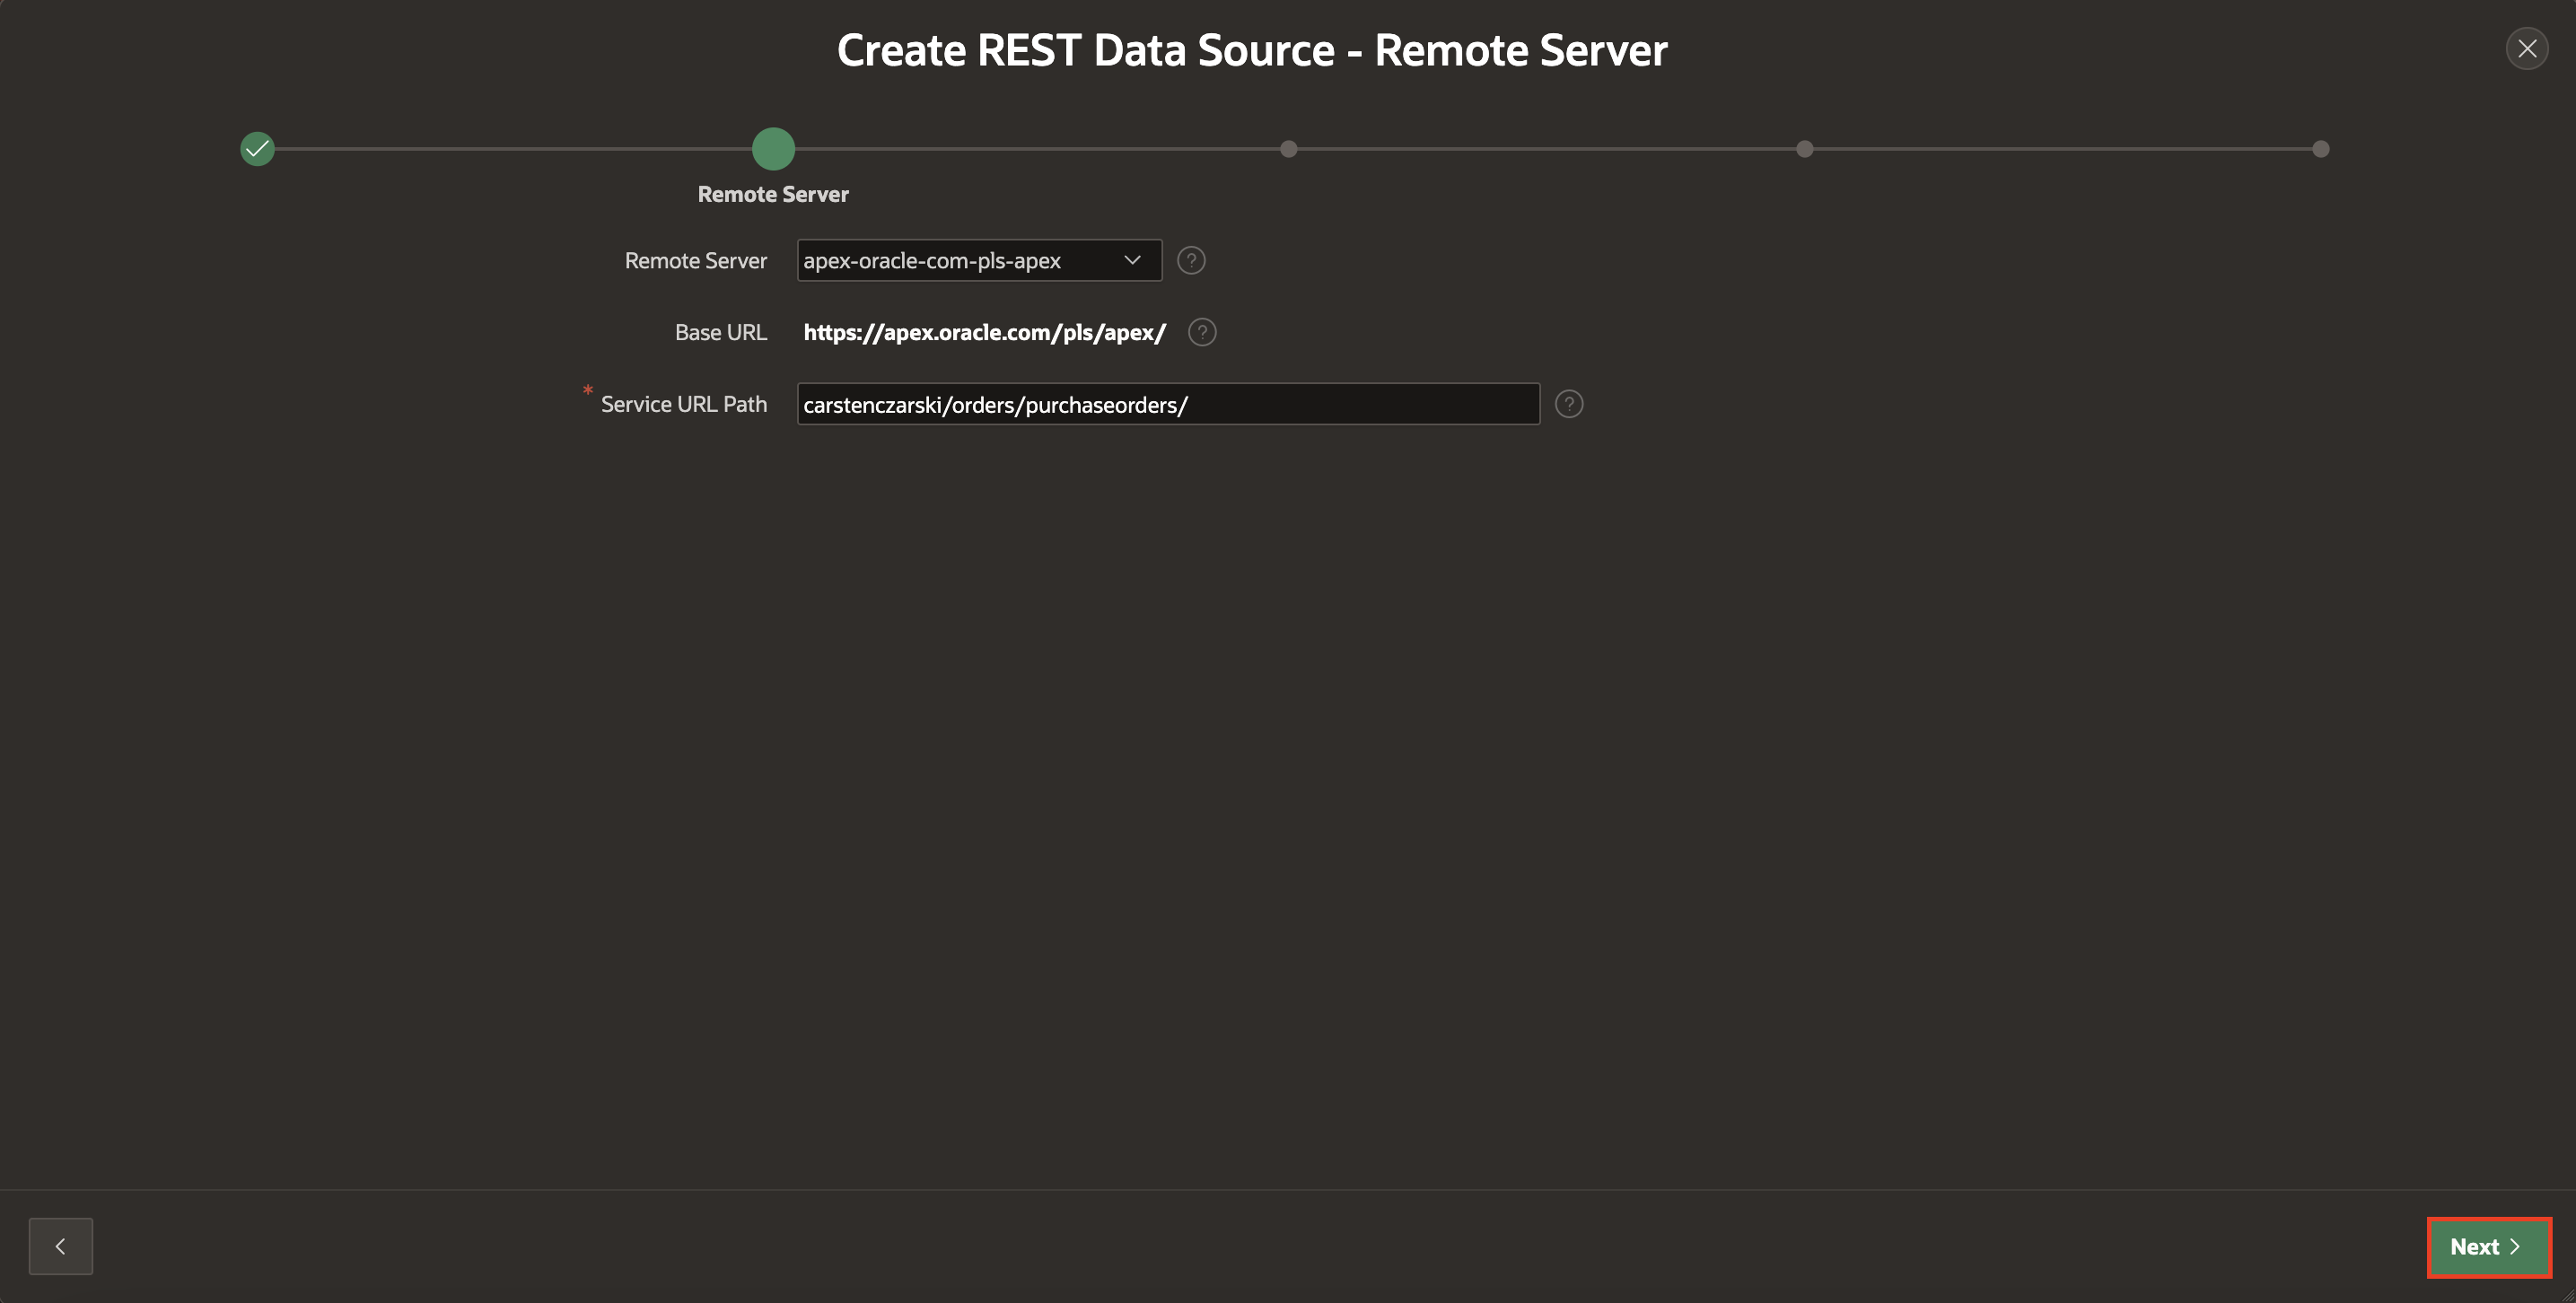 Create REST Data Source - Remote Server
Remote Server
Remote Server apex-oracle-com-pls-apex ?
Base URL https://apex.oracle.com/pls/apex/ ?
* Service URL Path carstenczarski/orders/purchaseorders/ ?
Next